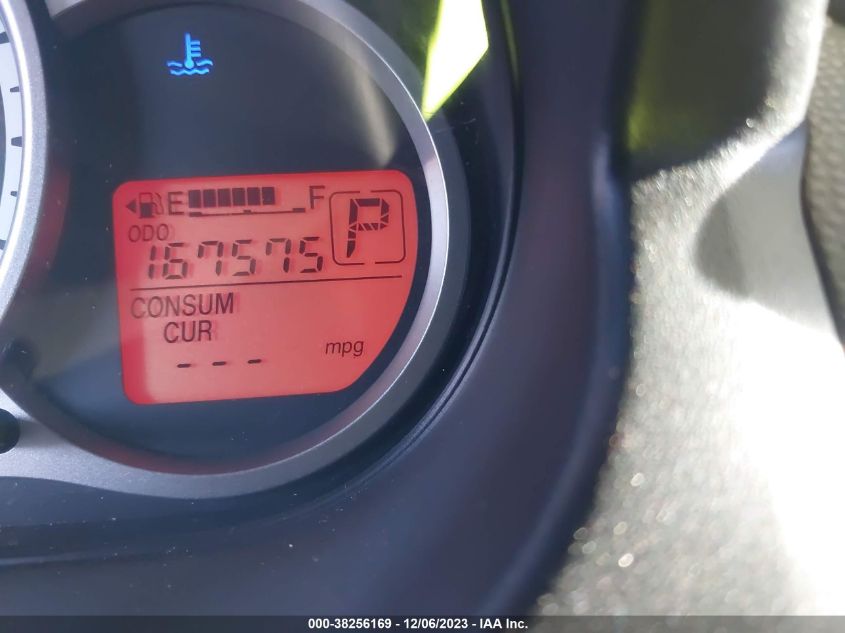 E F
P
ODO
167575
CONSUM
CUR
--- mpg
000-38256169 - 12/06/2023 - IAA Inc.